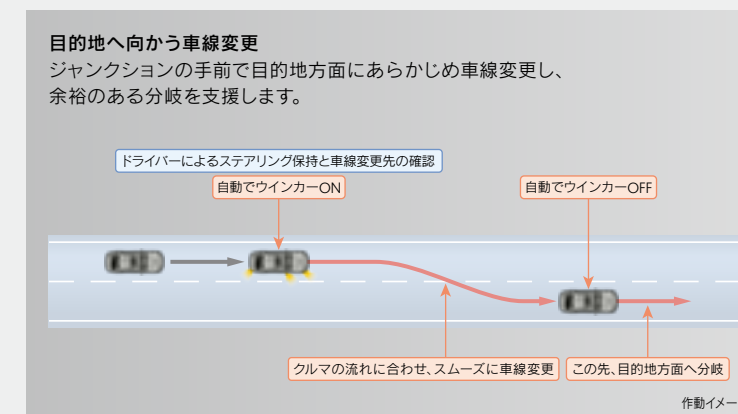 目的地へ向かう車線変更
ジャンクションの手前で目的地方面にあらかじめ車線変更し、
余裕のある分岐を支援します。
ドライバーによるステアリング保持と車線変更先の確認
自動でウインカーON
自動でウインカーOFF
クルマの流れに合わせ、スムーズに車線変更
この先、目的地方面へ分岐
作動イメー